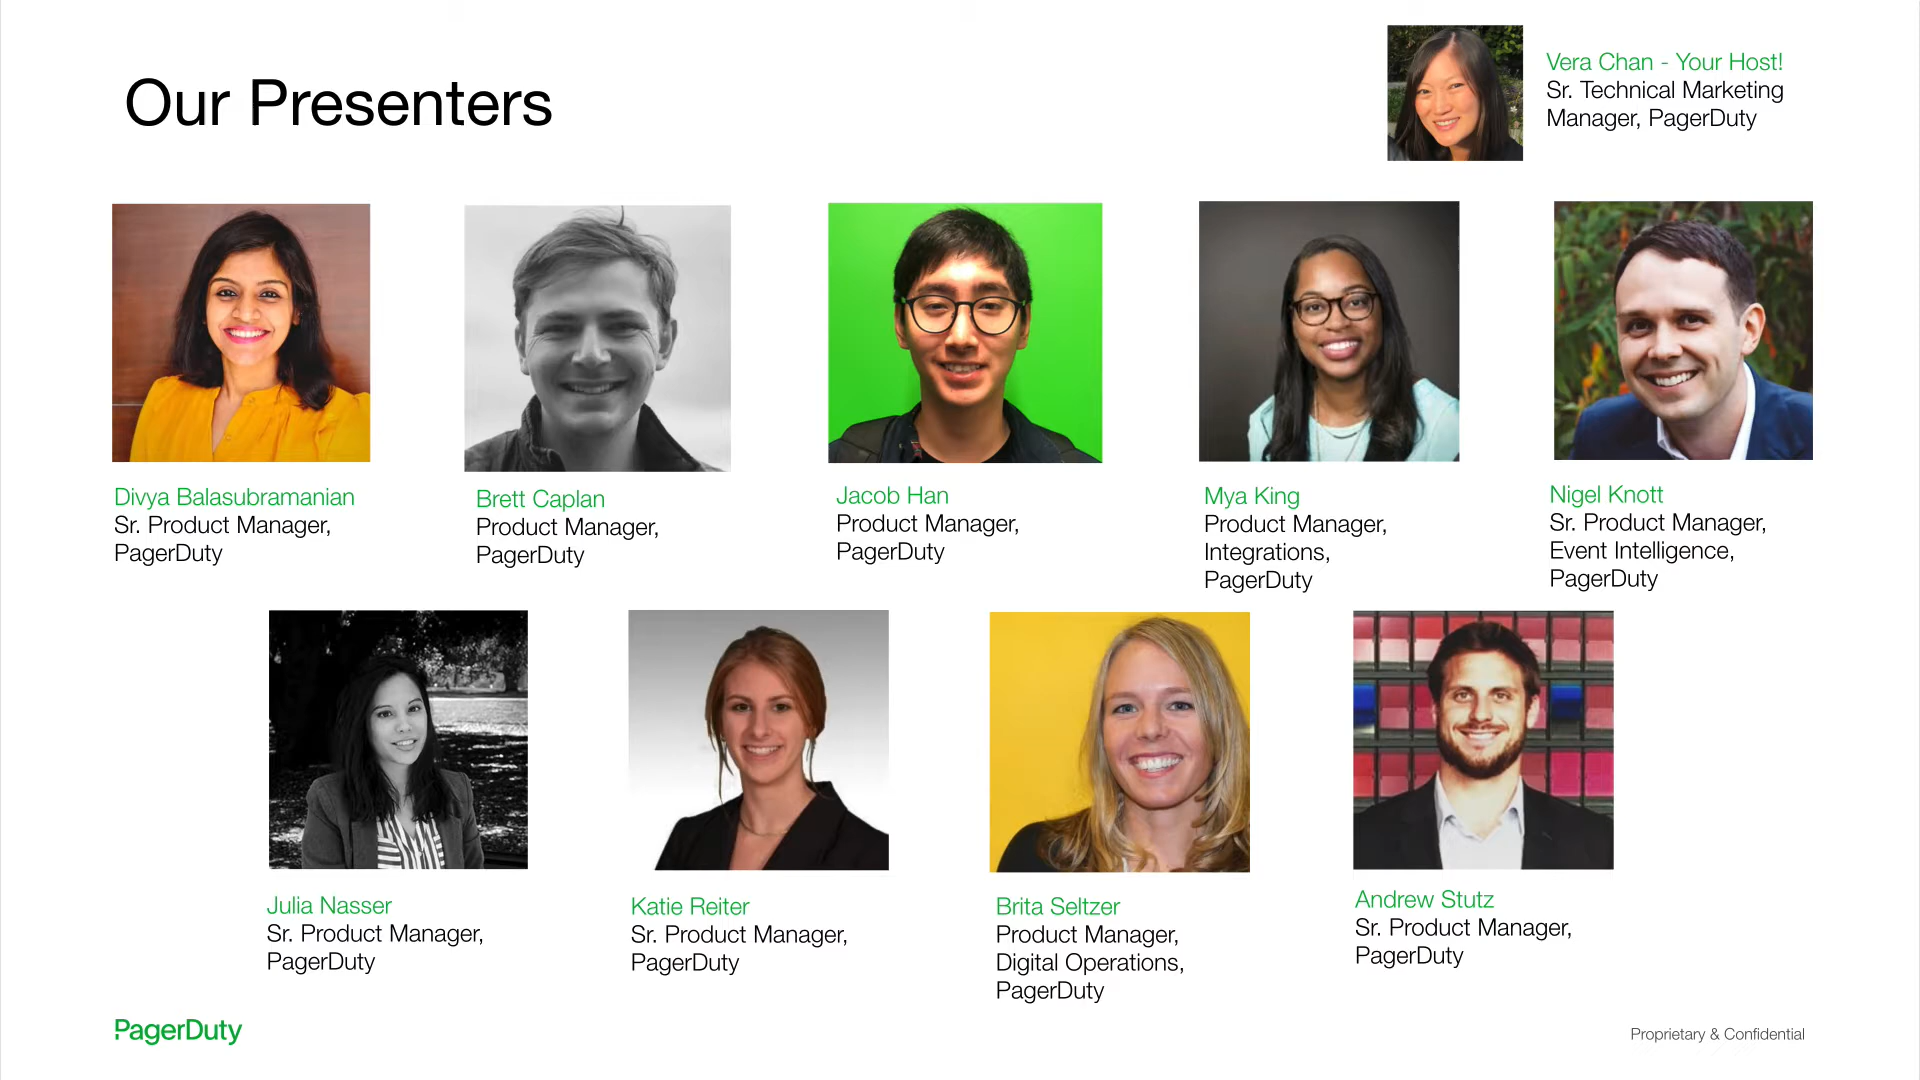 Our Presenters
Vera Chan - Your Host!
Sr. Technical Marketing
Manager, PagerDuty
Divya Balasubramanian
Sr. Product Manager,
PagerDuty
Brett Caplan
Product Manager,
PagerDuty
Jacob Han
Product Manager,
PagerDuty
Mya King
Product Manager,
Integrations,
PagerDuty
Nigel Knott
Sr. Product Manager,
Event Intelligence,
PagerDuty
Julia Nasser
Sr. Product Manager,
PagerDuty
Katie Reiter
Sr. Product Manager,
PagerDuty
Brita Seltzer
Product Manager,
Digital Operations,
PagerDuty
Andrew Stutz
Sr. Product Manager,
PagerDuty
PagerDuty
Proprietary & Confidential